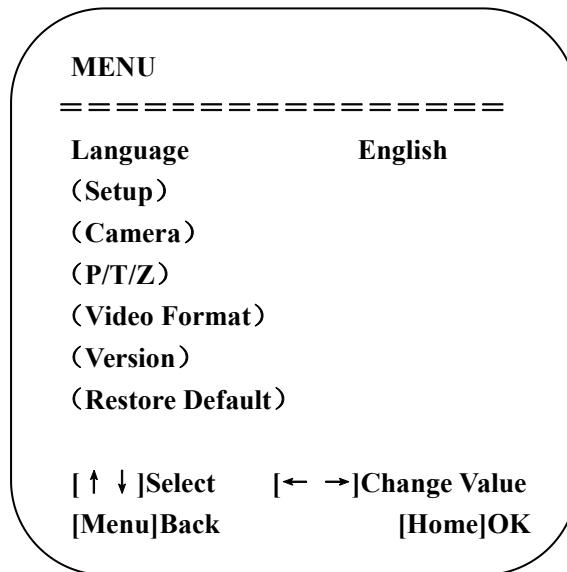 MENU
================
Language English
（Setup）
（Camera）
（P/T/Z）
（Video Format）
（Version）
（Restore Default）
[↑ ↓]Select [← →]Change Value
[Menu]Back [Home]OK